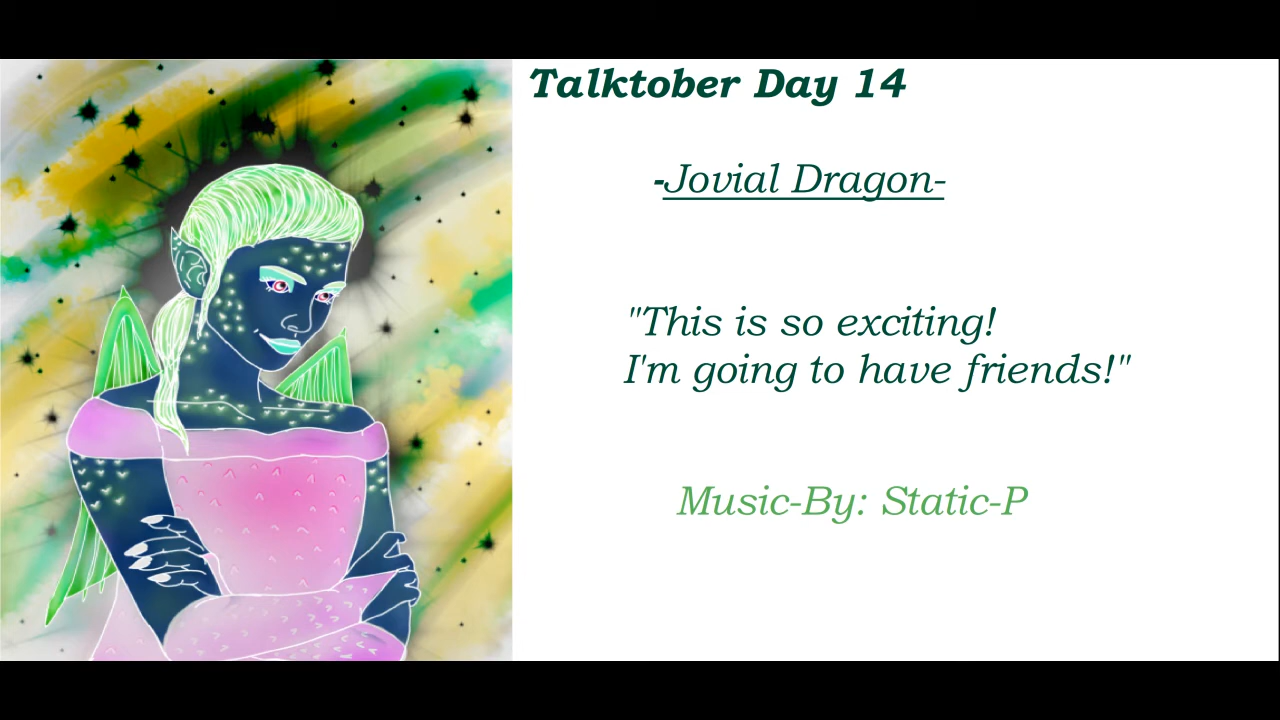 Talktober Day 14
-Jovial Dragon-
"This is so exciting!
I'm going to have friends!"
Music-By: Static-P